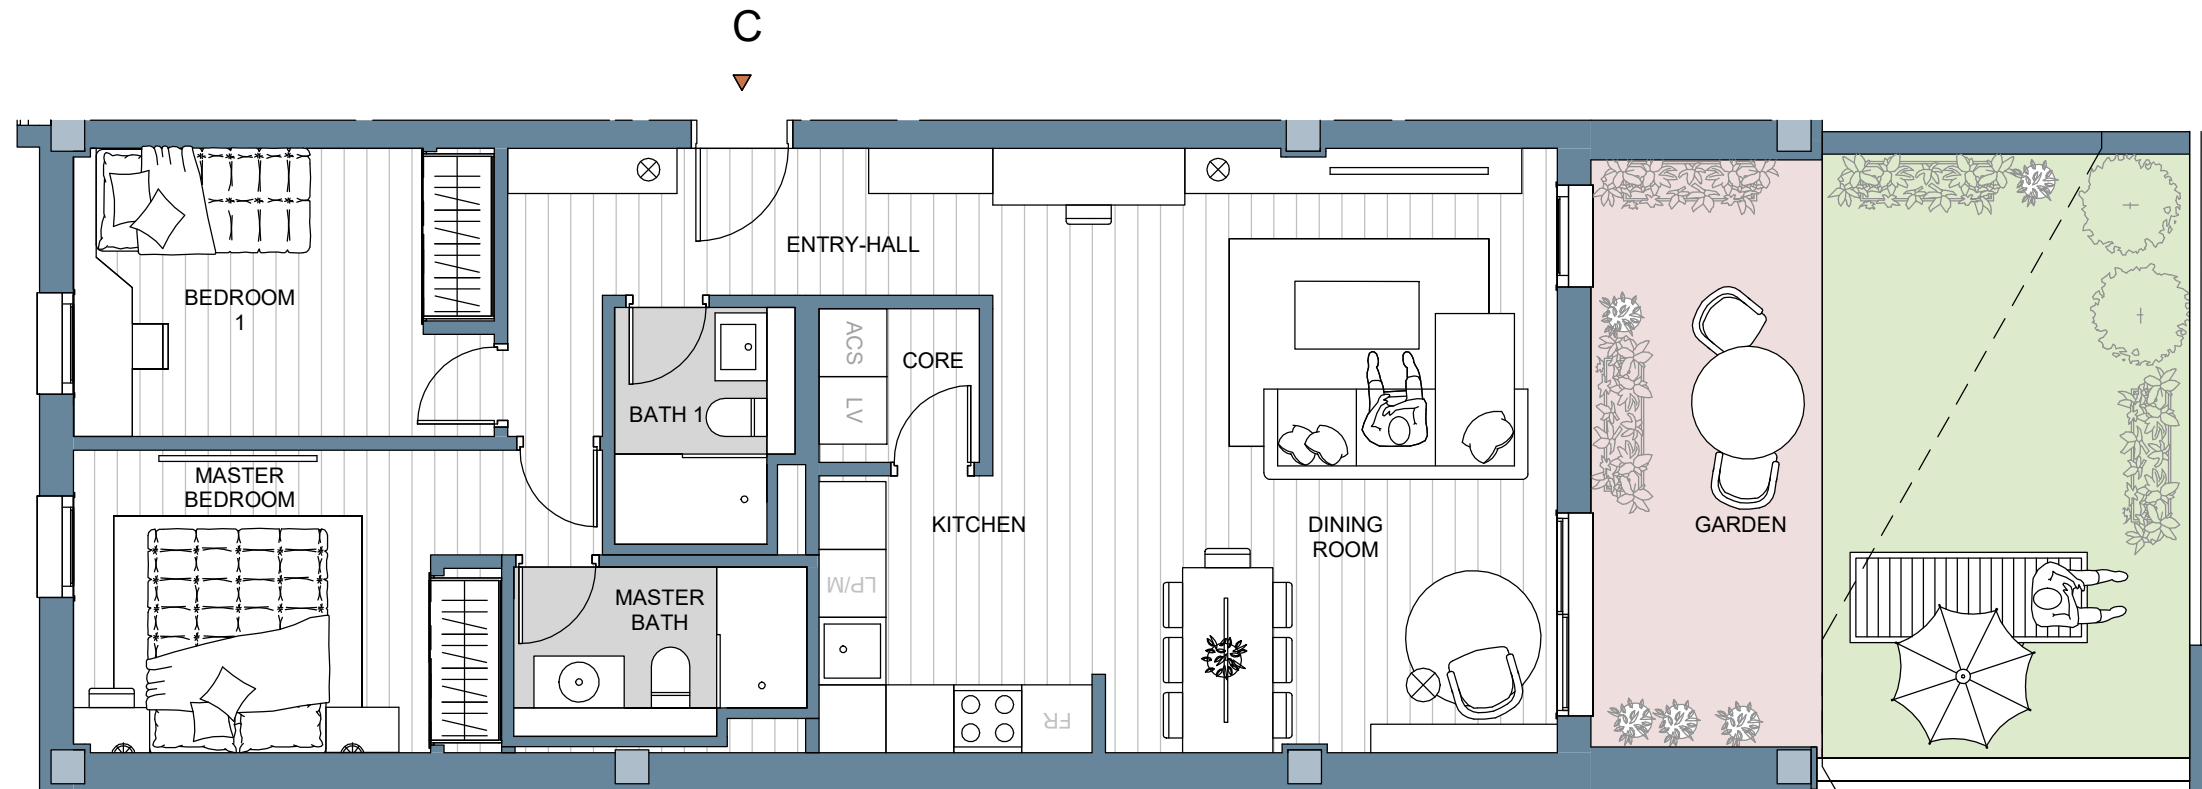 C
ENTRY-HALL
BEDROOM
1
ACS
CORE
LV
BATH 1
MASTER
BEDROOM
KITCHEN
DINING
ROOM
GARDEN
LP/M
MASTER
BATH
FR